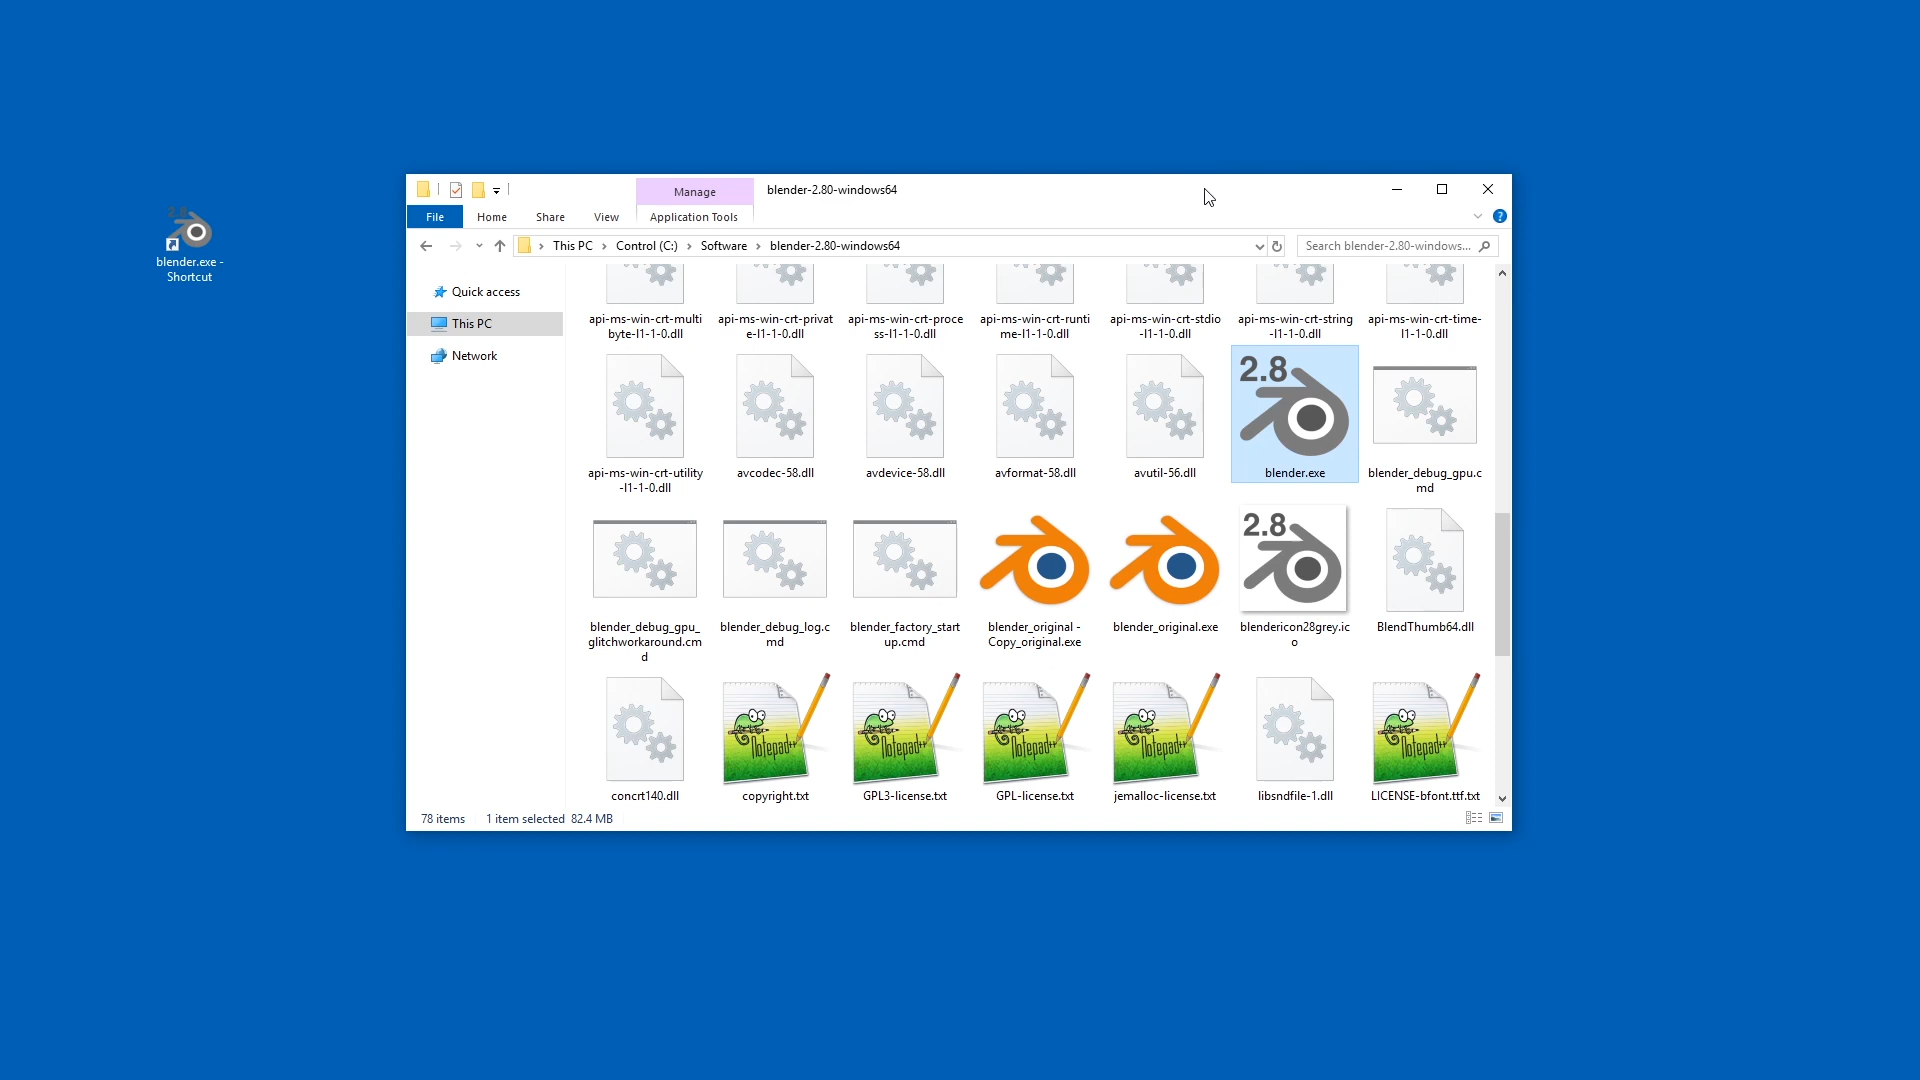 Manage
blender-2.80-windows64
File
Home
Share
View
Application Tools
This PC
Control (C:)
Software
blender-2.80-windows64
Search blender-2.80-windows...
2.8
blender.exe -
Shortcut
Quick access
This PC
Network
api-ms-win-crt-multi
byte-l1-1-0.dll
api-ms-win-crt-privat
e-l1-1-0.dll
api-ms-win-crt-proce
ss-l1-1-0.dll
api-ms-win-crt-runti
me-l1-1-0.dll
api-ms-win-crt-stdio
-l1-1-0.dll
api-ms-win-crt-string
-l1-1-0.dll
api-ms-win-crt-time-
l1-1-0.dll
api-ms-win-crt-utility
-l1-1-0.dll
avcodec-58.dll
avdevice-58.dll
avformat-58.dll
avutil-56.dll
2.8
blender.exe
blender_debug_gpu.c
md
blender_debug_gpu_
glitchworkaround.cm
d
blender_debug_log.c
md
blender_factory_start
up.cmd
blender_original -
Copy_original.exe
blender_original.exe
2.8
blendericon28grey.ic
o
BlendThumb64.dll
concrt140.dll
Notepad++
copyright.txt
Notepad++
GPL3-license.txt
Notepad++
GPL-license.txt
Notepad++
jemalloc-license.txt
libsndfile-1.dll
Notepad++
LICENSE-bfont.ttf.txt
78 items
1 item selected 82.4 MB